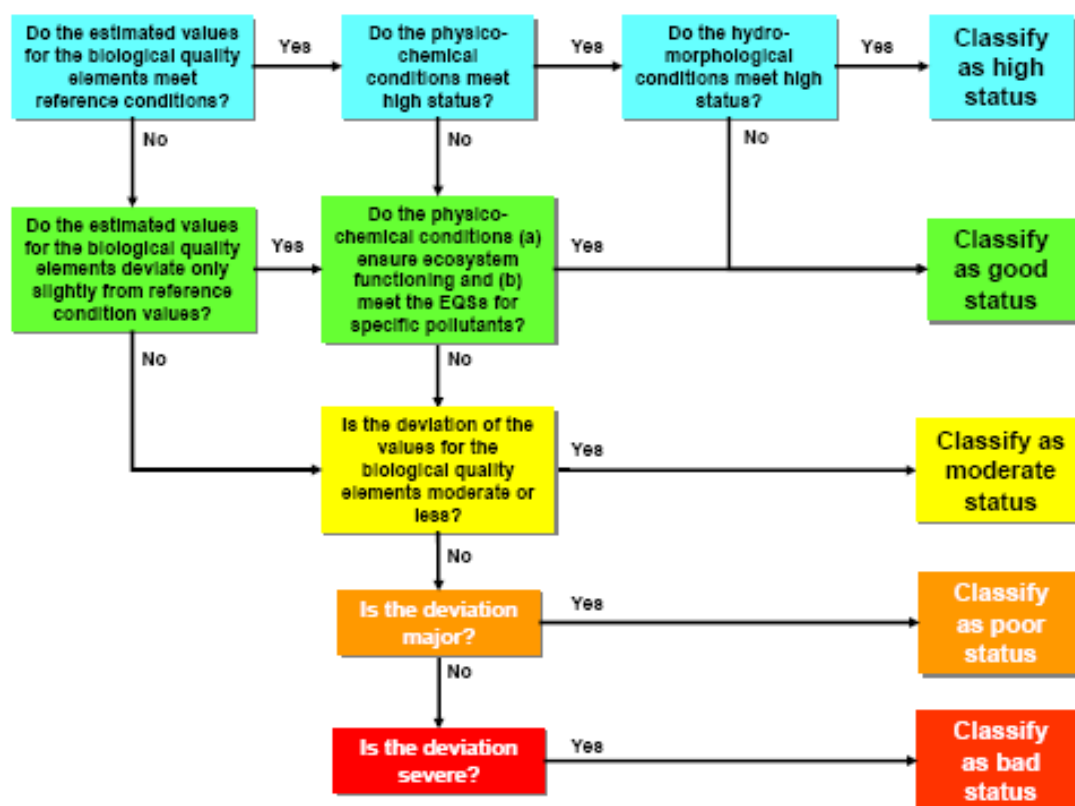 Do the estimated values
for the biological quality
elements meet
reference conditions?
Yes
Do the physico-
chemical
conditions meet
high status?
Yes
Do the hydro-
morphological
conditions meet high
status?
Yes
Classify
as high
status
No
No
No
Do the estimated values
for the biological quality
elements deviate only
slightly from reference
condition values?
Yes
Do the physico-
chemical conditions (a)
ensure ecosystem
functioning and (b)
meet the EQSs for
specific pollutants?
Yes
Classify
as good
status
No
No
Is the deviation of the
values for the
biological quality
elements moderate or
less?
Yes
Classify as
moderate
status
No
Is the deviation
major?
Yes
Classify
as poor
status
No
Is the deviation
severe?
Yes
Classify
as bad
status